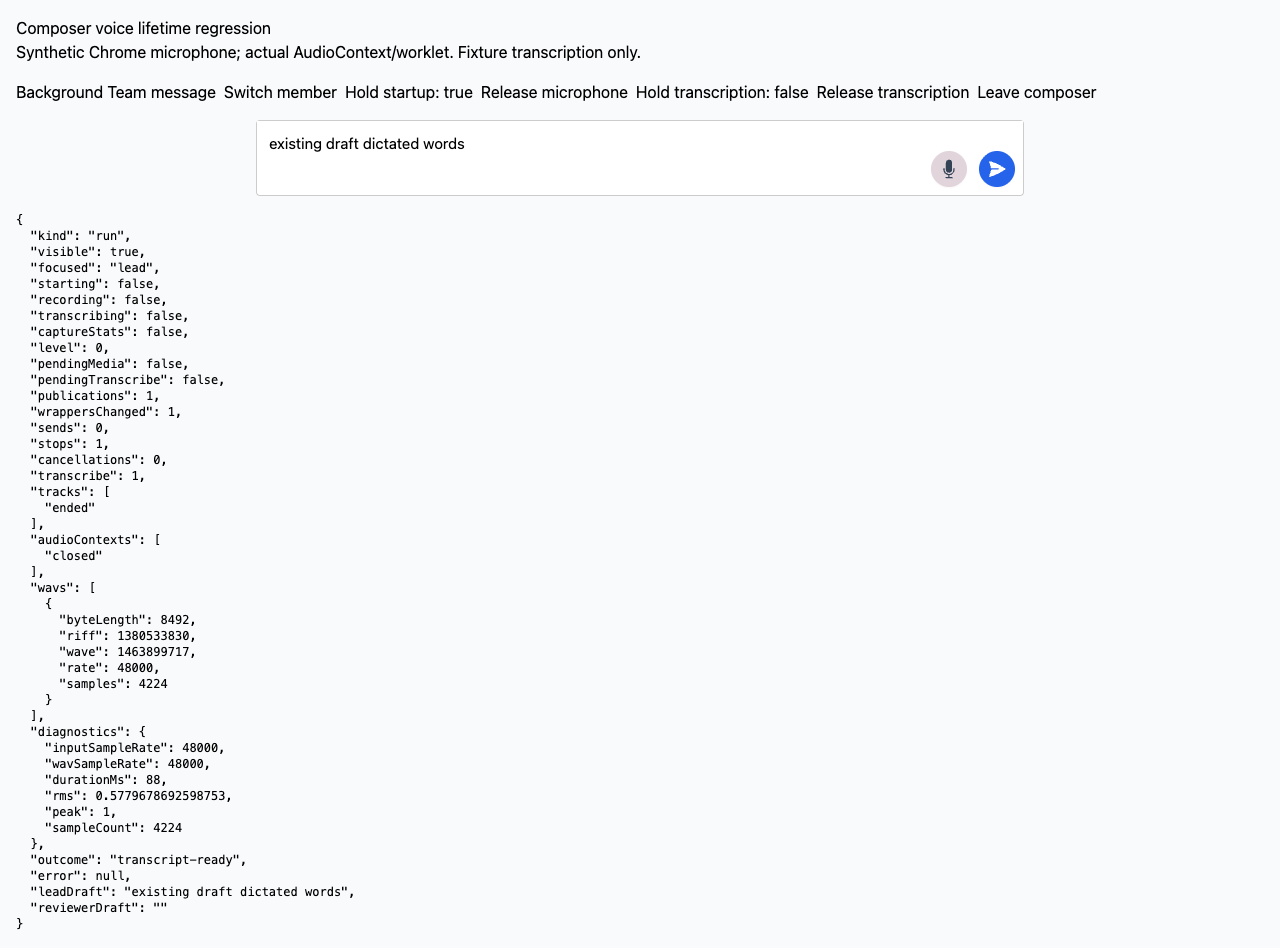 Composer voice lifetime regression
Synthetic Chrome microphone; actual AudioContext/worklet. Fixture transcription only.
Background Team message Switch member Hold startup: true Release microphone Hold transcription: false Release transcription Leave composer
existing draft dictated words
{
  "kind": "run",
  "visible": true,
  "focused": "lead",
  "starting": false,
  "recording": false,
  "transcribing": false,
  "captureStats": false,
  "level": 0,
  "pendingMedia": false,
  "pendingTranscribe": false,
  "publications": 1,
  "wrappersChanged": 1,
  "sends": 0,
  "stops": 1,
  "cancellations": 0,
  "transcribe": 1,
  "tracks": [
    "ended"
  ],
  "audioContexts": [
    "closed"
  ],
  "wavs": [
    {
      "byteLength": 8492,
      "riff": 1380533830,
      "wave": 1463899717,
      "rate": 48000,
      "samples": 4224
    }
  ],
  "diagnostics": {
    "inputSampleRate": 48000,
    "wavSampleRate": 48000,
    "durationMs": 88,
    "rms": 0.5779678692598753,
    "peak": 1,
    "sampleCount": 4224
  },
  "outcome": "transcript-ready",
  "error": null,
  "leadDraft": "existing draft dictated words",
  "reviewerDraft": ""
}